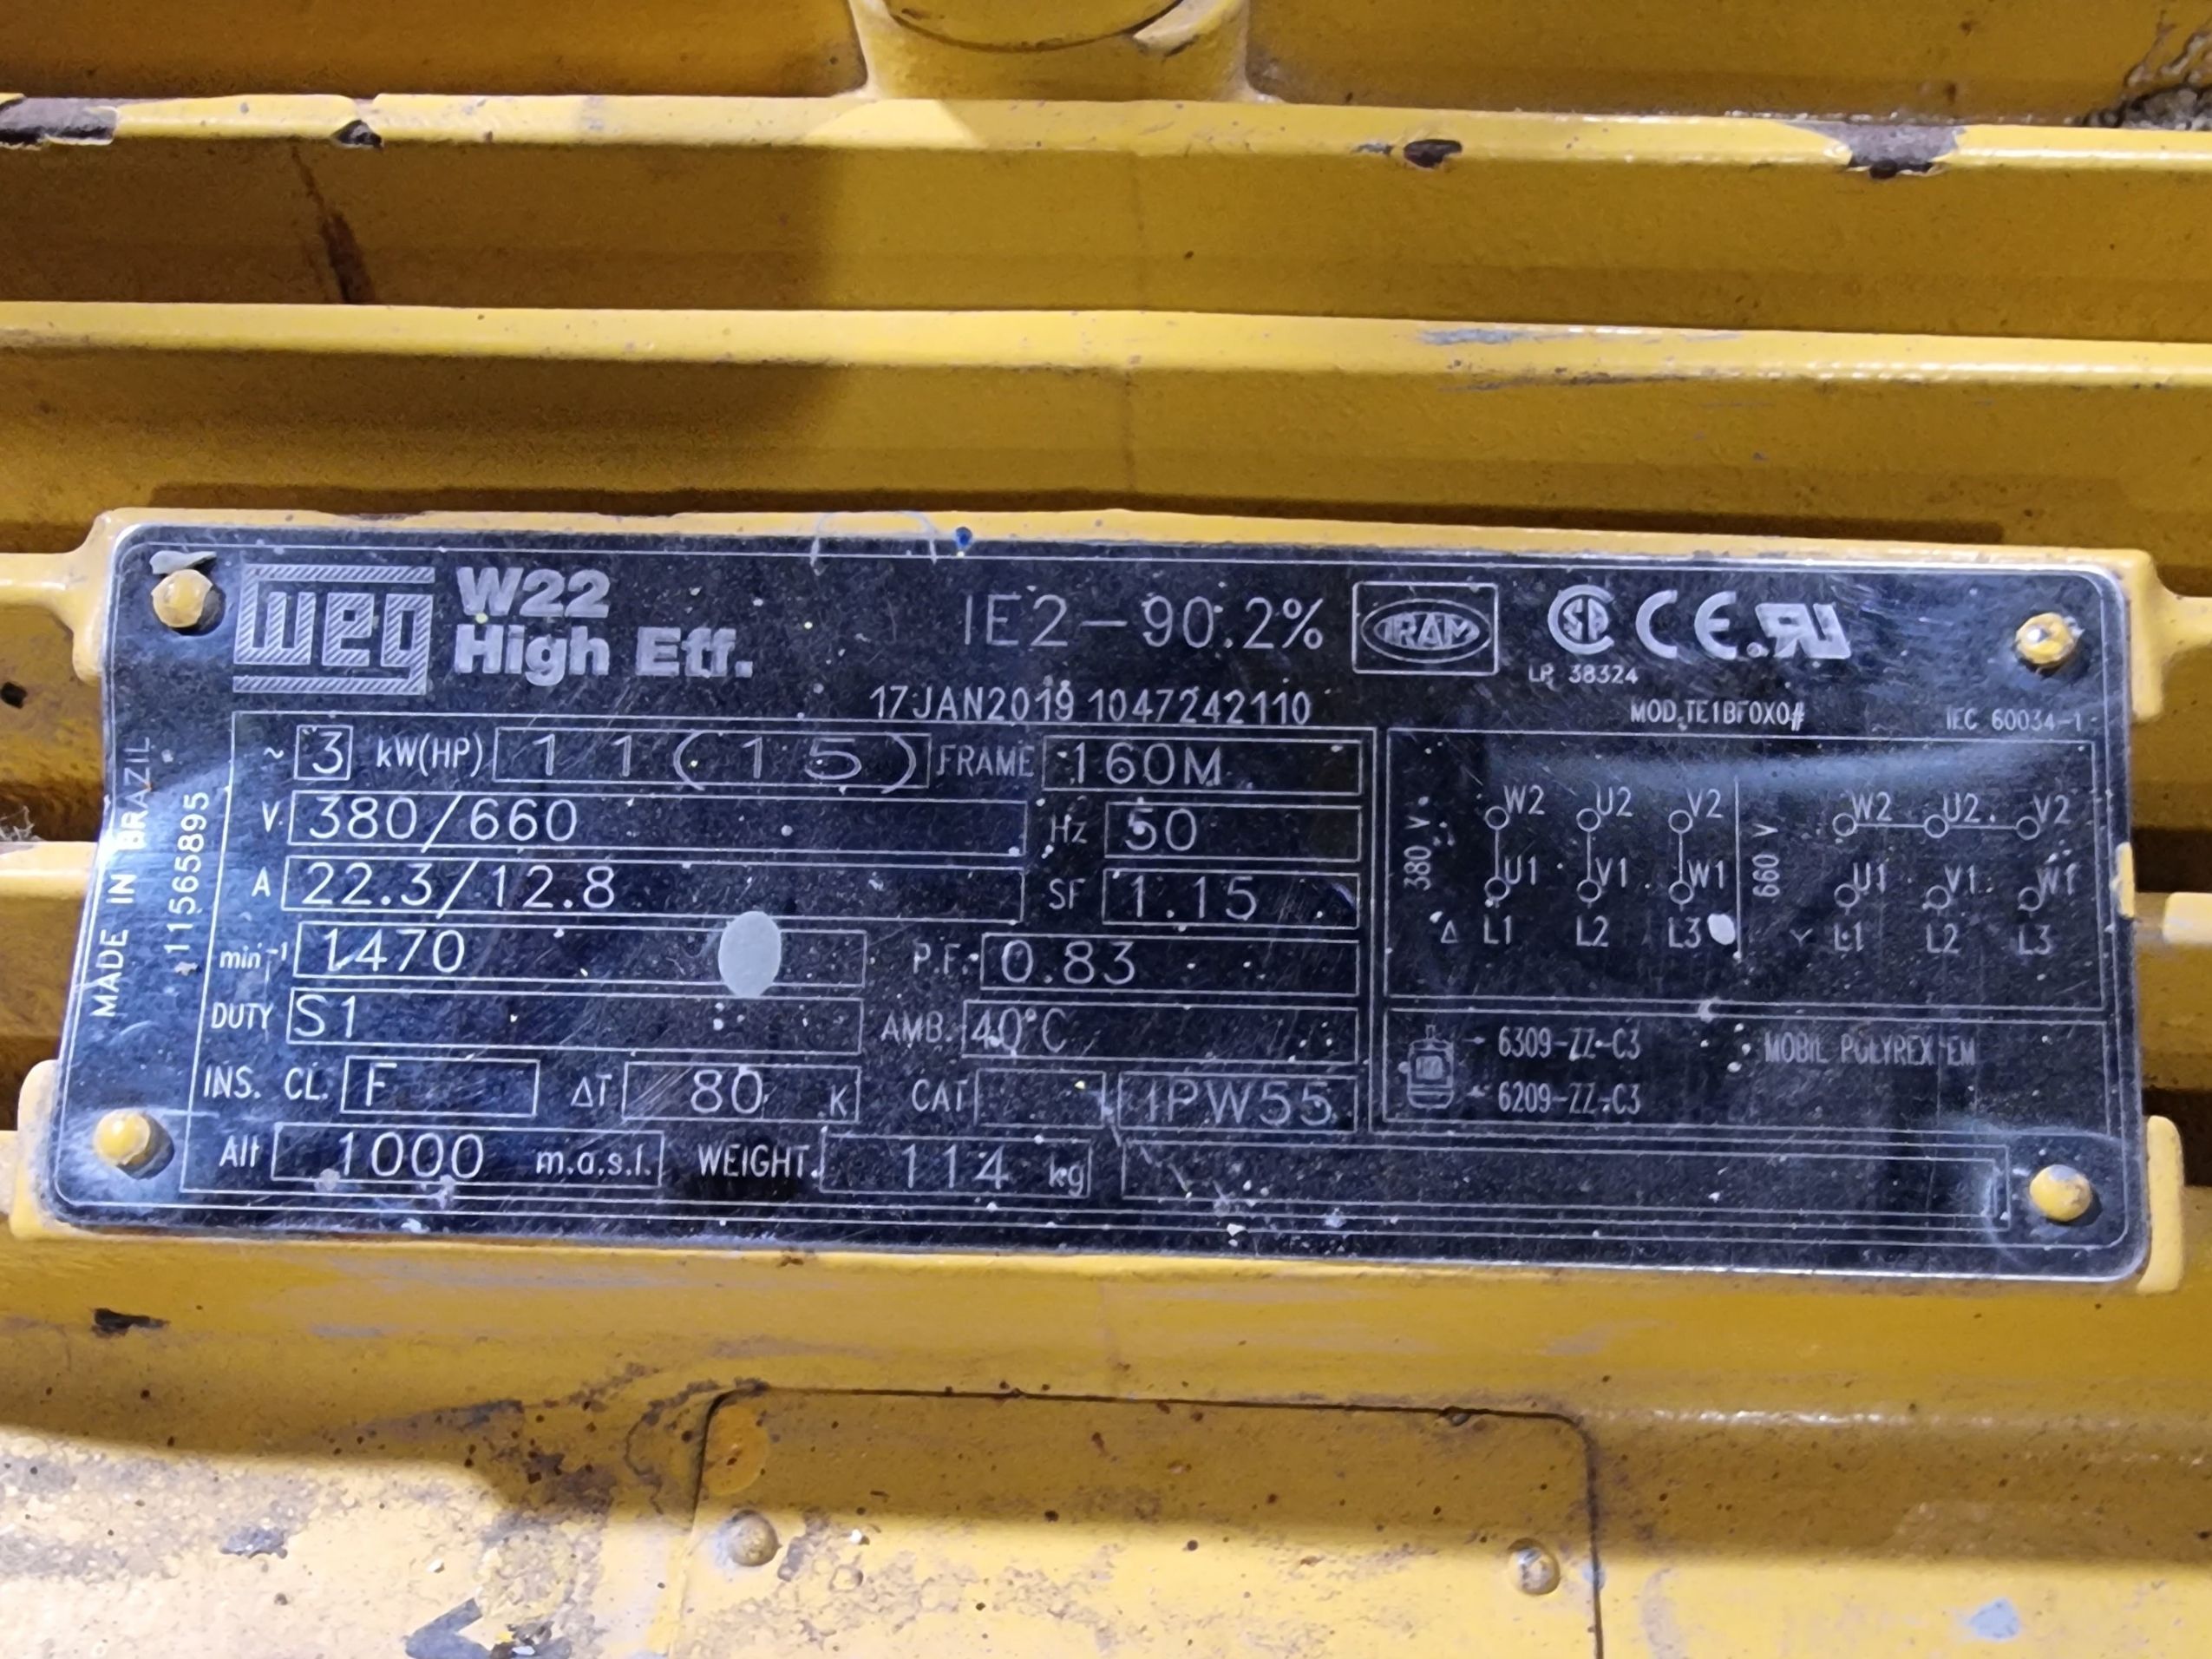 weg W22 High Eff. IE2-90.2% IRAM SA CE RU
LR 38324
17JAN2019 1047242110 MOD.TE1BF0X0# IEC 60034-1
MADE IN BRAZIL
11565895
~ 3 kW(HP) 11(15) FRAME 160M
V 380/660 Hz 50
A 22.3/12.8 SF 1.15
min-1 1470 P.F. 0.83
DUTY S1 AMB. 40°C
INS. CL. F ΔT 80 K CAT IPW55
Alt 1000 m.a.s.l. WEIGHT 114 kg
380 V
W2 U2 V2
U1 V1 W1
Δ L1 L2 L3
660 V
W2 U2 V2
U1 V1 W1
Y L1 L2 L3
6309-ZZ-C3 MOBIL POLYREX EM
6209-ZZ-C3